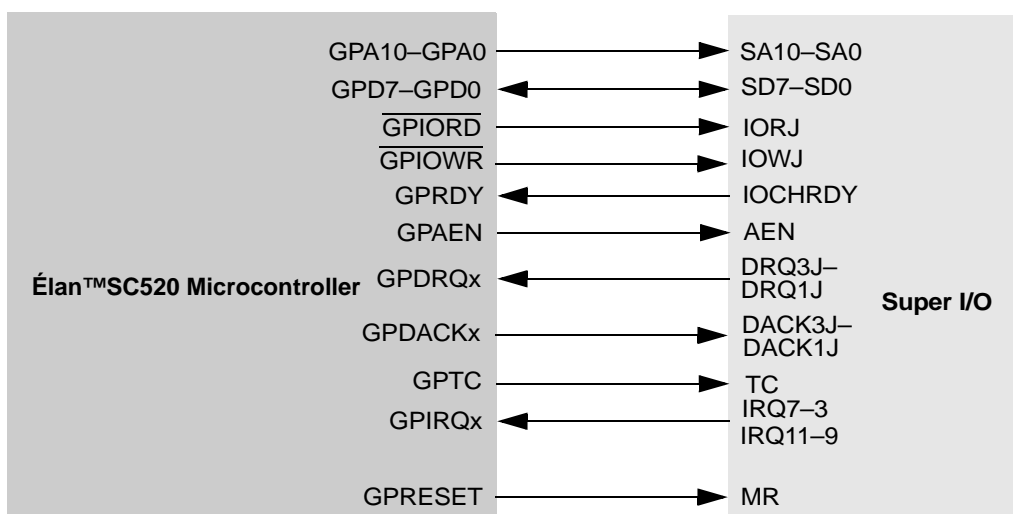 GPA10–GPA0 SA10–SA0
GPD7–GPD0 SD7–SD0
GPIORD IORJ
GPIOWR IOWJ
GPRDY IOCHRDY
GPAEN AEN
Élan™SC520 Microcontroller
GPDRQx
DRQ3J–
DRQ1J
Super I/O
GPDACKx
DACK3J–
DACK1J
GPTC TC
GPIRQx
IRQ7–3
IRQ11–9
GPRESET MR